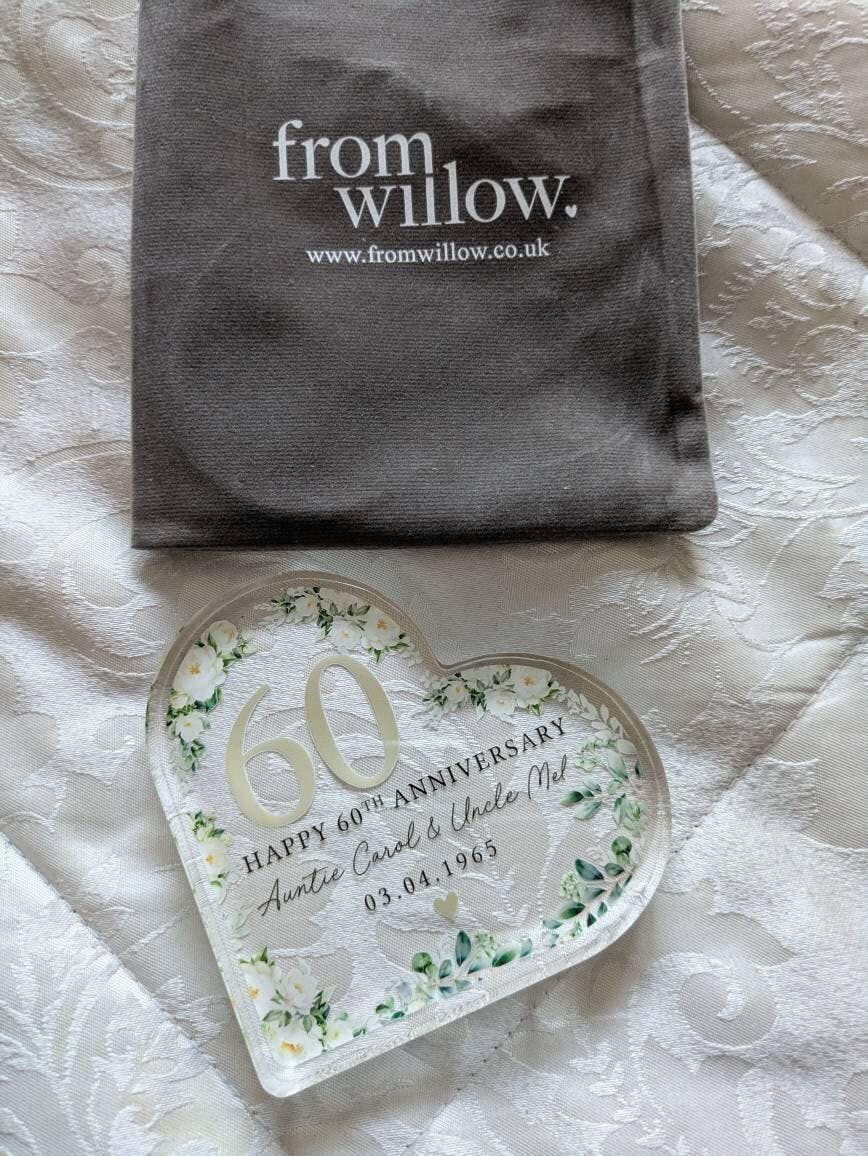 from
willow.
www.fromwillow.co.uk
60
HAPPY 60TH ANNIVERSARY
Auntie Carol & Uncle Mel
03.04.1965